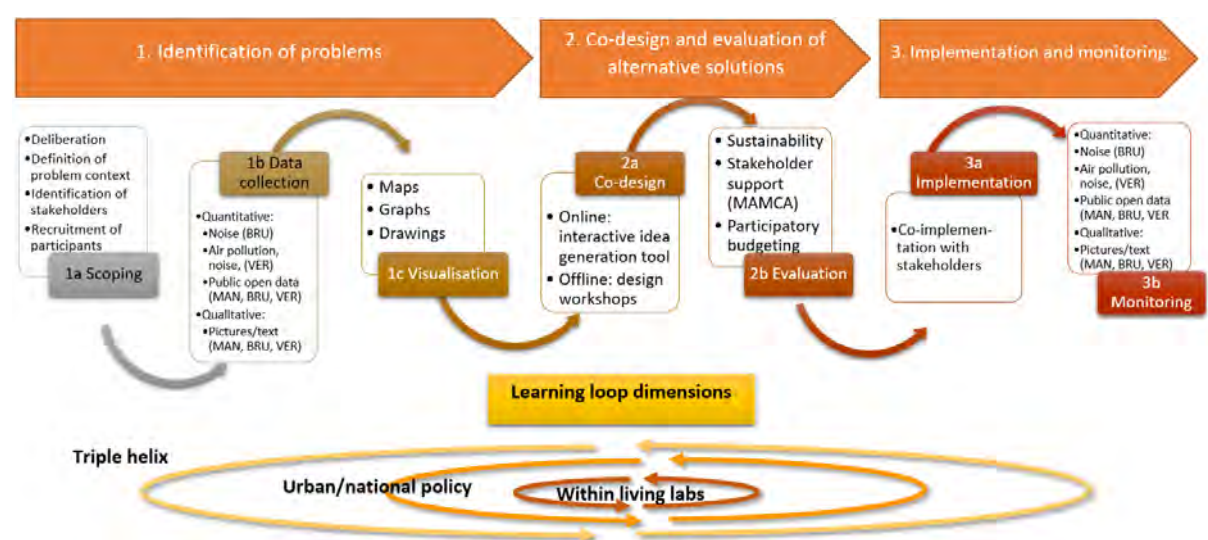 1. Identification of problems
2. Co-design and evaluation of
alternative solutions
3. Implementation and monitoring
•Deliberation
•Definition of
problem context
•Identification of
stakeholders
•Recruitment of
participants
1a Scoping
1b Data
collection
•Quantitative:
•Noise (BRU)
•Air pollution,
noise, (VER)
•Public open data
(MAN, BRU, VER)
•Qualitative:
•Pictures/text
(MAN, BRU, VER)
• Maps
• Graphs
• Drawings
1c Visualisation
2a
Co-design
• Online:
interactive idea
generation tool
• Offline: design
workshops
• Sustainability
• Stakeholder
support
(MAMCA)
• Participatory
budgeting
2b Evaluation
3a
Implementation
•Co-implemen-
tation with
stakeholders
•Quantitative:
•Noise (BRU)
•Air pollution,
noise, (VER)
•Public open data
(MAN, BRU, VER
•Qualitative:
•Pictures/text
(MAN, BRU, VER)
3b
Monitoring
Learning loop dimensions
Triple helix
Urban/national policy
Within living labs